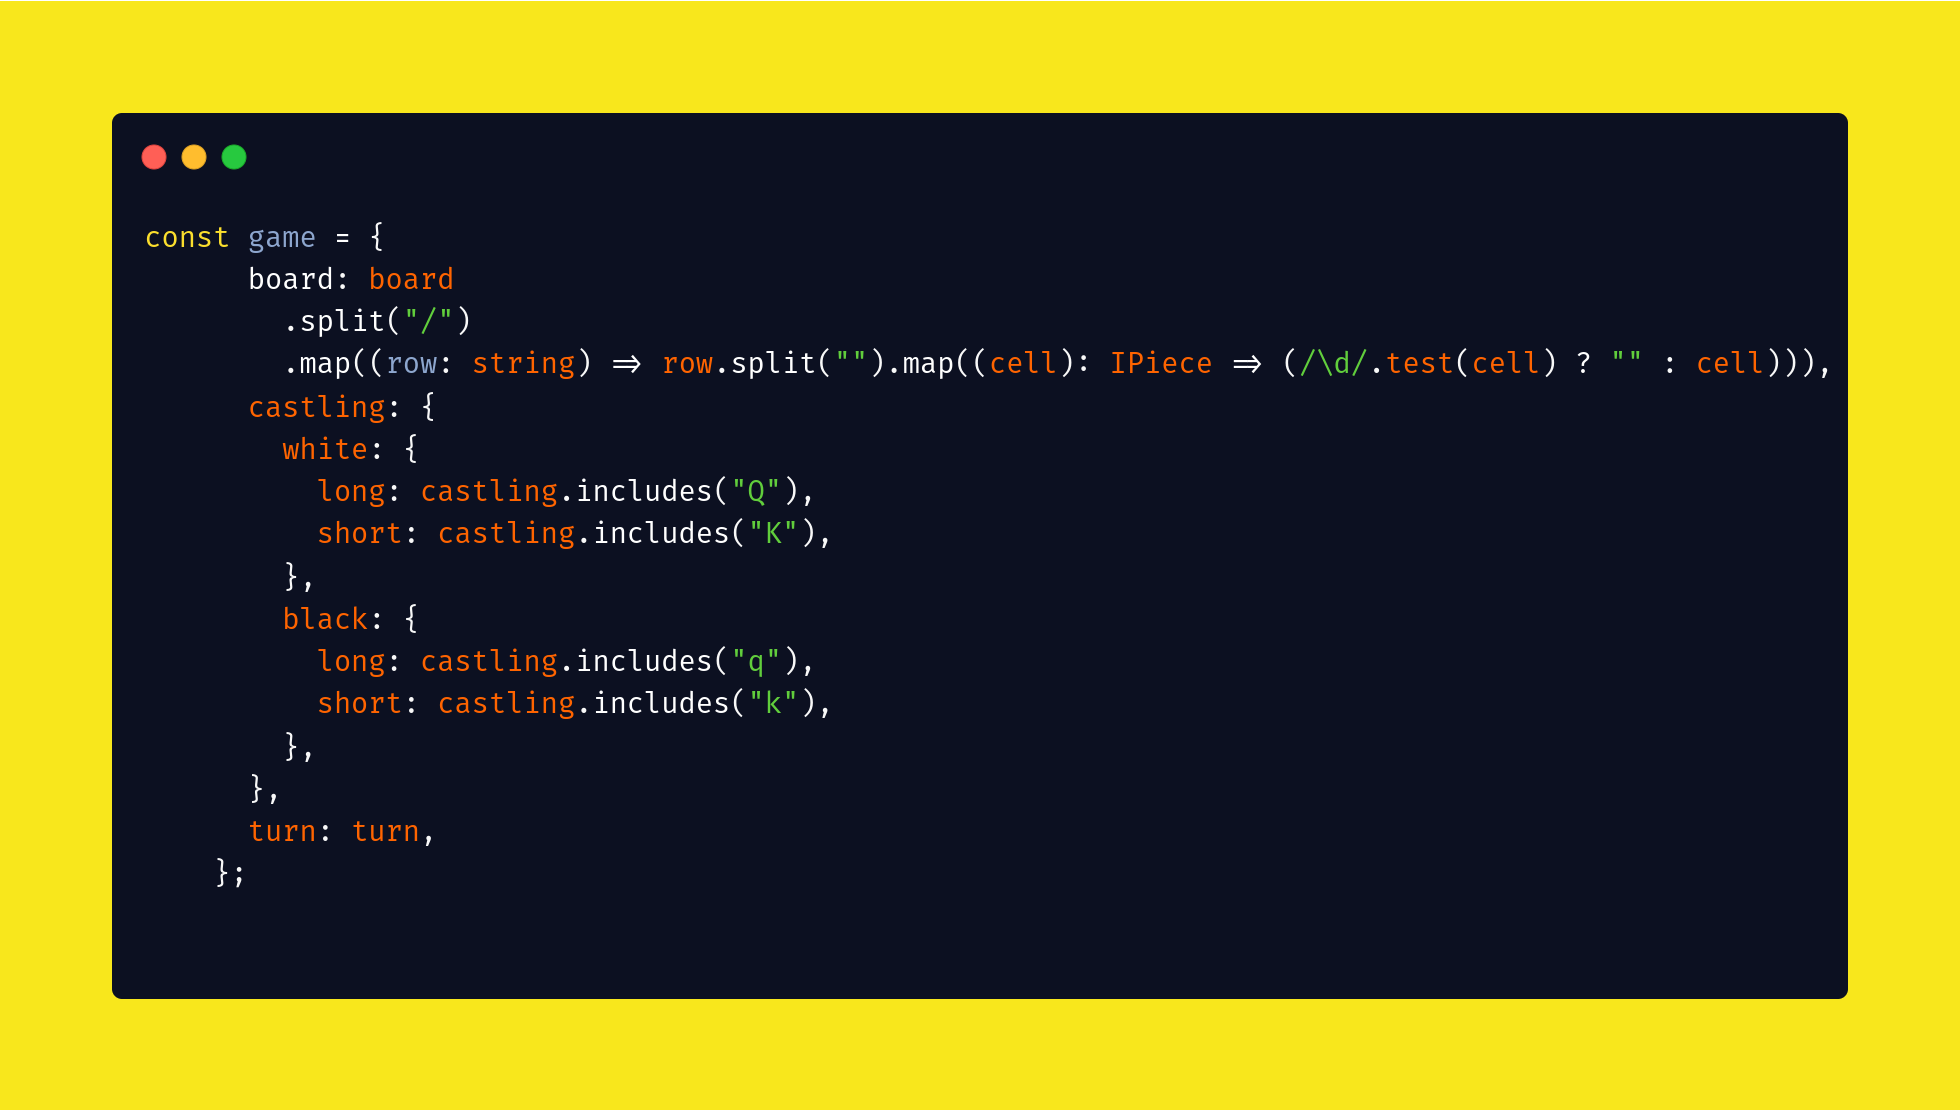 const game = {
      board: board
        .split("/")
        .map((row: string) => row.split("").map((cell): IPiece => (/\d/.test(cell) ? "" : cell))),
      castling: {
        white: {
          long: castling.includes("Q"),
          short: castling.includes("K"),
        },
        black: {
          long: castling.includes("q"),
          short: castling.includes("k"),
        },
      },
      turn: turn,
    };